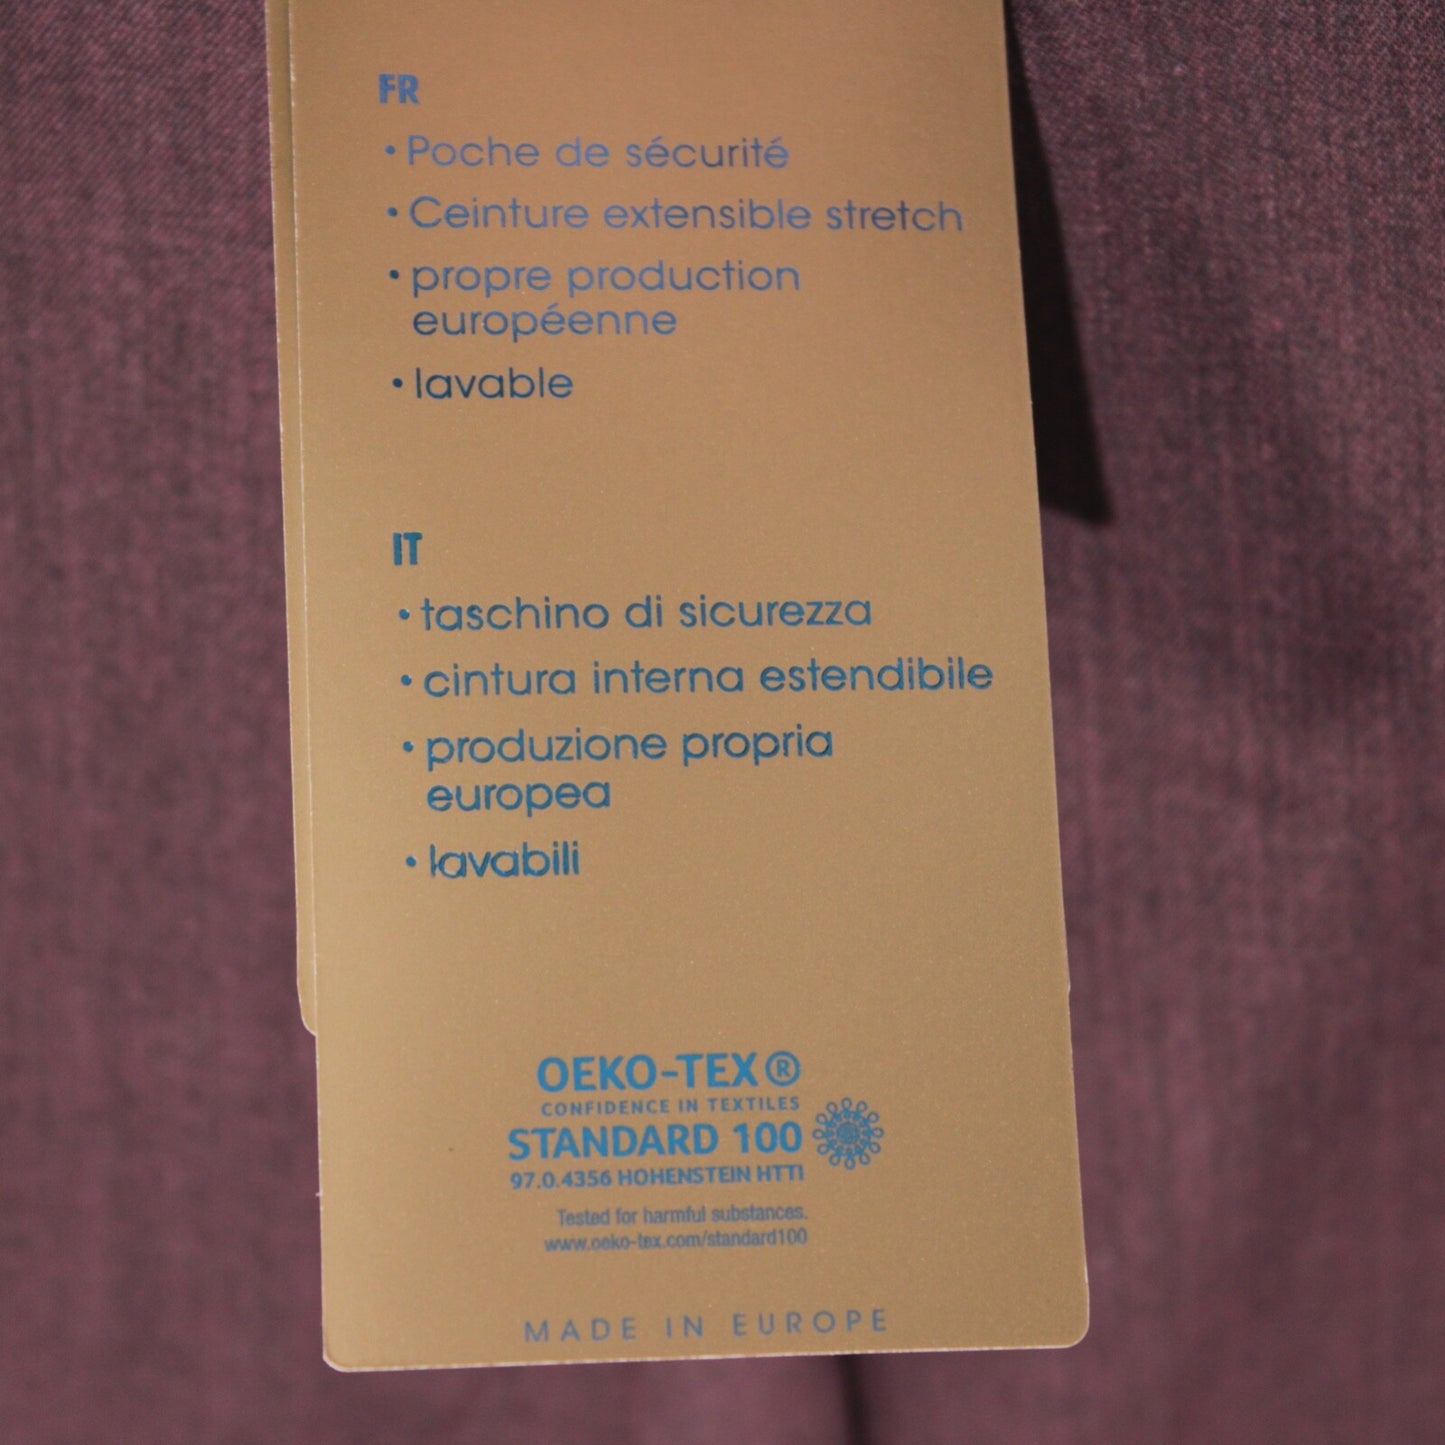 FR
• Poche de sécurité
• Ceinture extensible stretch
• propre production
européenne
• lavable
IT
• taschino di sicurezza
• cintura interna estendibile
• produzione propria
europea
• lavabili
OEKO-TEX®
CONFIDENCE IN TEXTILES
STANDARD 100
97.0.4356 HOHENSTEIN HTTI
Tested for harmful substances.
www.oeko-tex.com/standard100
MADE IN EUROPE